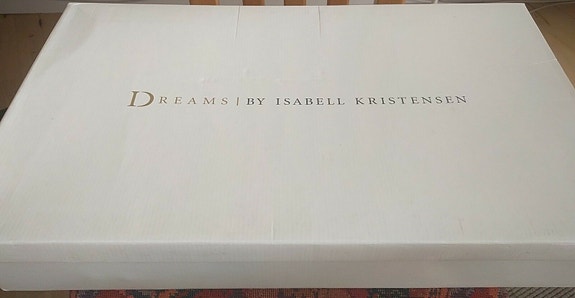 DREAMS | BY ISABELL KRISTENSEN